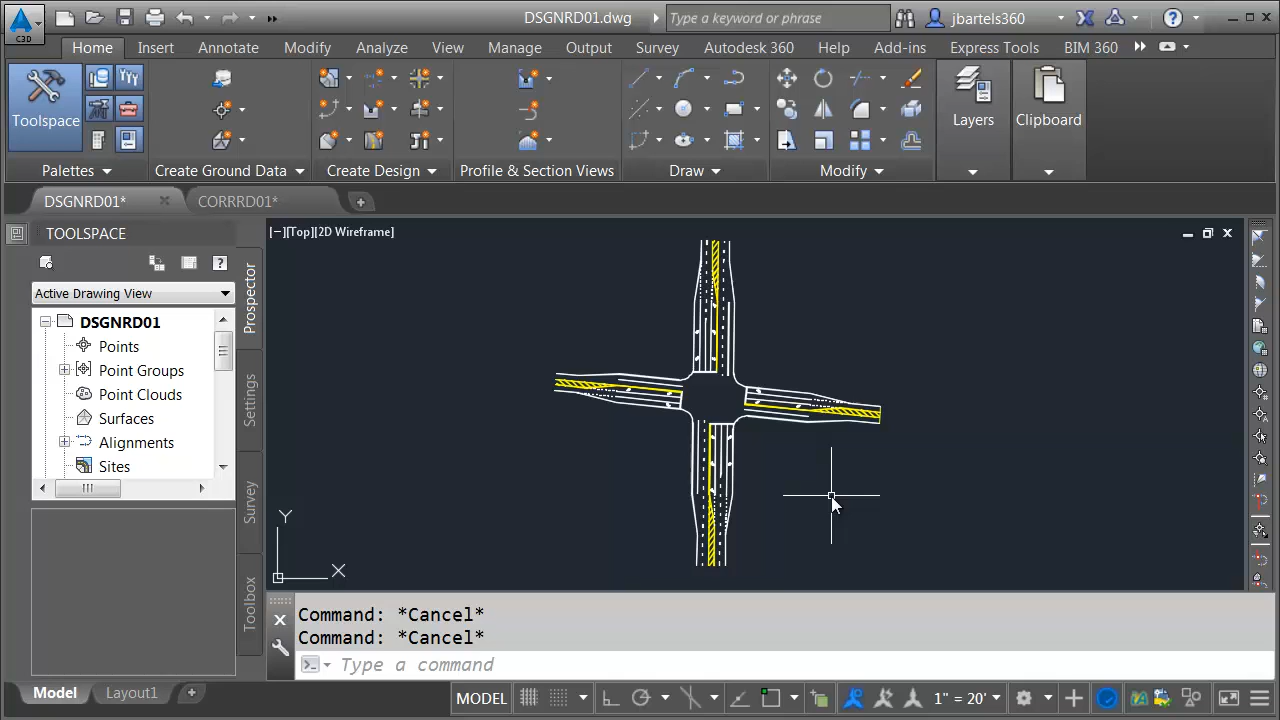 C3D
DSGNRD01.dwg
Type a keyword or phrase
jbartels360
Home Insert Annotate Modify Analyze View Manage Output Survey Autodesk 360 Help Add-ins Express Tools BIM 360
Toolspace
Layers
Clipboard
Palettes
Create Ground Data
Create Design
Profile & Section Views
Draw
Modify
DSGNRD01*
CORRRD01*
TOOLSPACE
Active Drawing View
DSGNRD01
Points
Point Groups
Point Clouds
Surfaces
Alignments
Sites
Prospector
Settings
Survey
Toolbox
[−][Top][2D Wireframe]
Y
X
Command: *Cancel*
Command: *Cancel*
Type a command
Model
Layout1
MODEL
1" = 20'